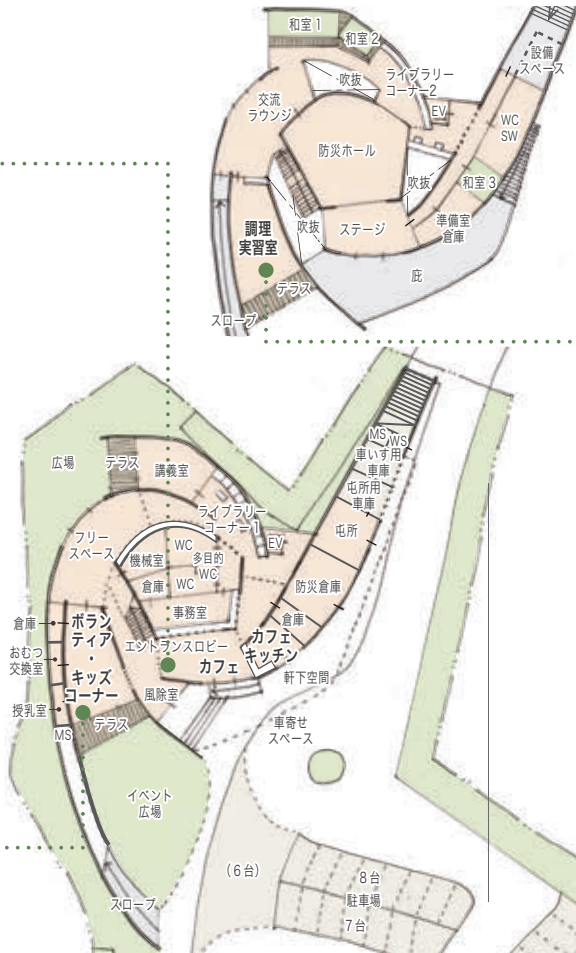 和室1
和室2
設備
スペース
吹抜
ライブラリー
コーナー2
交流
ラウンジ
EV
WC
SW
防災ホール
吹抜
和室3
吹抜
ステージ
準備室
倉庫
調理
実習室
庇
テラス
スロープ
MS
WS
車いす用
車庫
広場
テラス
講義室
屯所用
車庫
ライブラリー
コーナー1
屯所
フリー
スペース
WC
EV
機械室
多目的
WC
倉庫
WC
防災倉庫
事務室
倉庫
倉庫
ボラン
ティア
・
キッズ
コーナー
エントランスロビー
カフェ
カフェ
キッチン
おむつ
交換室
軒下空間
風除室
授乳室
テラス
MS
車寄せ
スペース
イベント
広場
(6台)
8台
駐車場
7台
スロープ